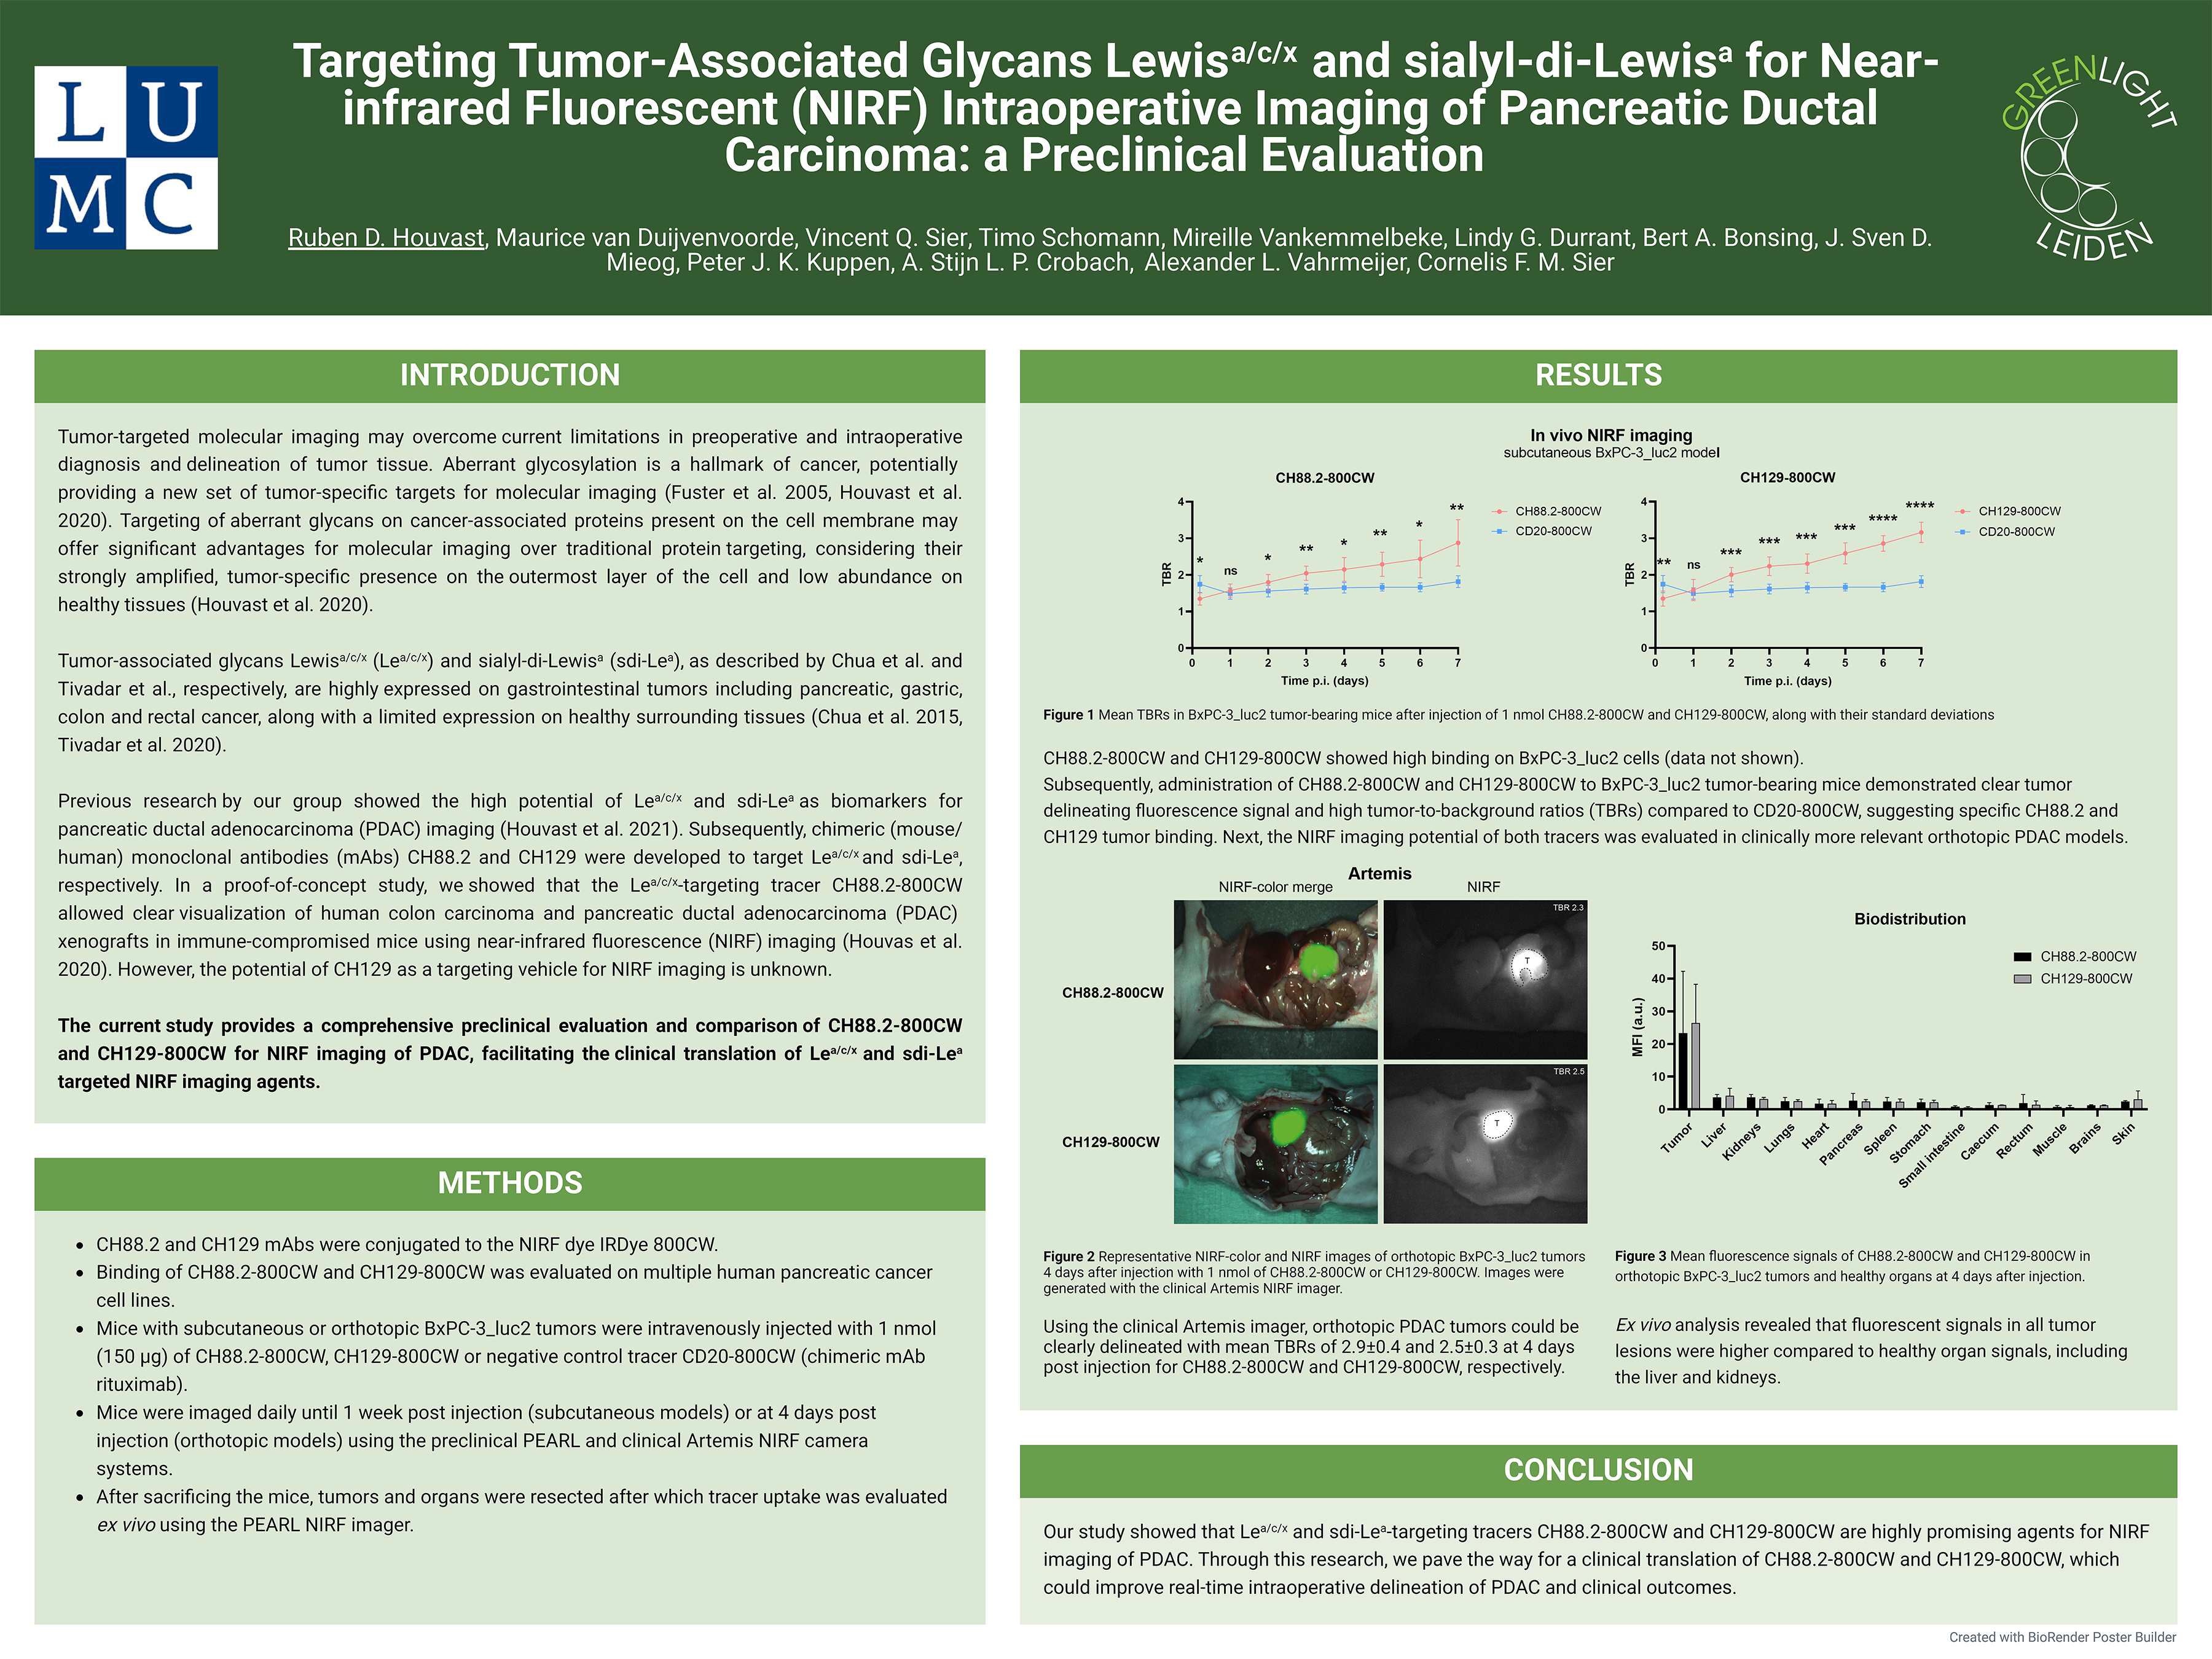 L U
M C
Targeting Tumor-Associated Glycans Lewisᵃ/ᶜ/ˣ and sialyl-di-Lewisᵃ for Near-
infrared Fluorescent (NIRF) Intraoperative Imaging of Pancreatic Ductal
Carcinoma: a Preclinical Evaluation
GREENLIGHT
LEIDEN
Ruben D. Houvast, Maurice van Duijvenvoorde, Vincent Q. Sier, Timo Schomann, Mireille Vankemmelbeke, Lindy G. Durrant, Bert A. Bonsing, J. Sven D.
Mieog, Peter J. K. Kuppen, A. Stijn L. P. Crobach, Alexander L. Vahrmeijer, Cornelis F. M. Sier
INTRODUCTION
Tumor-targeted molecular imaging may overcome current limitations in preoperative and intraoperative
diagnosis and delineation of tumor tissue. Aberrant glycosylation is a hallmark of cancer, potentially
providing a new set of tumor-specific targets for molecular imaging (Fuster et al. 2005, Houvast et al.
2020). Targeting of aberrant glycans on cancer-associated proteins present on the cell membrane may
offer significant advantages for molecular imaging over traditional protein targeting, considering their
strongly amplified, tumor-specific presence on the outermost layer of the cell and low abundance on
healthy tissues (Houvast et al. 2020).
Tumor-associated glycans Lewisᵃ/ᶜ/ˣ (Leᵃ/ᶜ/ˣ) and sialyl-di-Lewisᵃ (sdi-Leᵃ), as described by Chua et al. and
Tivadar et al., respectively, are highly expressed on gastrointestinal tumors including pancreatic, gastric,
colon and rectal cancer, along with a limited expression on healthy surrounding tissues (Chua et al. 2015,
Tivadar et al. 2020).
Previous research by our group showed the high potential of Leᵃ/ᶜ/ˣ and sdi-Leᵃ as biomarkers for
pancreatic ductal adenocarcinoma (PDAC) imaging (Houvast et al. 2021). Subsequently, chimeric (mouse/
human) monoclonal antibodies (mAbs) CH88.2 and CH129 were developed to target Leᵃ/ᶜ/ˣ and sdi-Leᵃ,
respectively. In a proof-of-concept study, we showed that the Leᵃ/ᶜ/ˣ-targeting tracer CH88.2-800CW
allowed clear visualization of human colon carcinoma and pancreatic ductal adenocarcinoma (PDAC)
xenografts in immune-compromised mice using near-infrared fluorescence (NIRF) imaging (Houvas et al.
2020). However, the potential of CH129 as a targeting vehicle for NIRF imaging is unknown.
The current study provides a comprehensive preclinical evaluation and comparison of CH88.2-800CW
and CH129-800CW for NIRF imaging of PDAC, facilitating the clinical translation of Leᵃ/ᶜ/ˣ and sdi-Leᵃ
targeted NIRF imaging agents.
METHODS
• CH88.2 and CH129 mAbs were conjugated to the NIRF dye IRDye 800CW.
• Binding of CH88.2-800CW and CH129-800CW was evaluated on multiple human pancreatic cancer
cell lines.
• Mice with subcutaneous or orthotopic BxPC-3_luc2 tumors were intravenously injected with 1 nmol
(150 µg) of CH88.2-800CW, CH129-800CW or negative control tracer CD20-800CW (chimeric mAb
rituximab).
• Mice were imaged daily until 1 week post injection (subcutaneous models) or at 4 days post
injection (orthotopic models) using the preclinical PEARL and clinical Artemis NIRF camera
systems.
• After sacrificing the mice, tumors and organs were resected after which tracer uptake was evaluated
ex vivo using the PEARL NIRF imager.
RESULTS
In vivo NIRF imaging
subcutaneous BxPC-3_luc2 model
CH88.2-800CW
TBR
4
3
2
1
0
* ns * ** * ** * **
0 1 2 3 4 5 6 7
Time p.i. (days)
CH88.2-800CW
CD20-800CW
CH129-800CW
TBR
4
3
2
1
0
** ns *** *** *** *** **** ****
0 1 2 3 4 5 6 7
Time p.i. (days)
CH129-800CW
CD20-800CW
Figure 1 Mean TBRs in BxPC-3_luc2 tumor-bearing mice after injection of 1 nmol CH88.2-800CW and CH129-800CW, along with their standard deviations
CH88.2-800CW and CH129-800CW showed high binding on BxPC-3_luc2 cells (data not shown).
Subsequently, administration of CH88.2-800CW and CH129-800CW to BxPC-3_luc2 tumor-bearing mice demonstrated clear tumor
delineating fluorescence signal and high tumor-to-background ratios (TBRs) compared to CD20-800CW, suggesting specific CH88.2 and
CH129 tumor binding. Next, the NIRF imaging potential of both tracers was evaluated in clinically more relevant orthotopic PDAC models.
Artemis
NIRF-color merge NIRF
CH88.2-800CW
TBR 2.3
T
CH129-800CW
TBR 2.5
T
Figure 2 Representative NIRF-color and NIRF images of orthotopic BxPC-3_luc2 tumors
4 days after injection with 1 nmol of CH88.2-800CW or CH129-800CW. Images were
generated with the clinical Artemis NIRF imager.
Using the clinical Artemis imager, orthotopic PDAC tumors could be
clearly delineated with mean TBRs of 2.9±0.4 and 2.5±0.3 at 4 days
post injection for CH88.2-800CW and CH129-800CW, respectively.
Biodistribution
MFI (a.u.)
50
40
30
20
10
0
CH88.2-800CW
CH129-800CW
Tumor Liver Kidneys Lungs Heart Pancreas Spleen Stomach Small intestine Caecum Rectum Muscle Brains Skin
Figure 3 Mean fluorescence signals of CH88.2-800CW and CH129-800CW in
orthotopic BxPC-3_luc2 tumors and healthy organs at 4 days after injection.
Ex vivo analysis revealed that fluorescent signals in all tumor
lesions were higher compared to healthy organ signals, including
the liver and kidneys.
CONCLUSION
Our study showed that Leᵃ/ᶜ/ˣ and sdi-Leᵃ-targeting tracers CH88.2-800CW and CH129-800CW are highly promising agents for NIRF
imaging of PDAC. Through this research, we pave the way for a clinical translation of CH88.2-800CW and CH129-800CW, which
could improve real-time intraoperative delineation of PDAC and clinical outcomes.
Created with BioRender Poster Builder